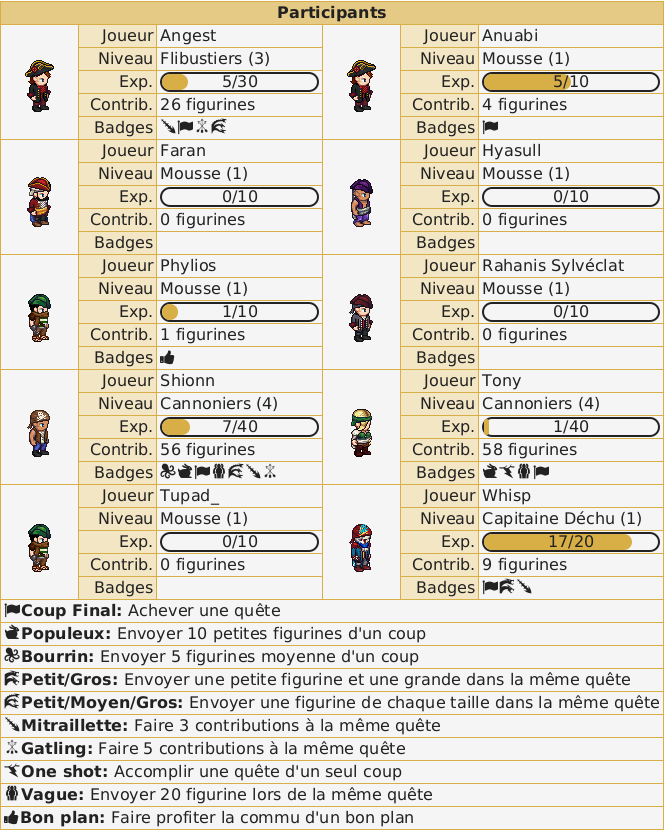 Participants
Joueur Angest
Niveau Flibustiers (3)
Exp. 5/30
Contrib. 26 figurines
Badges
Joueur Anuabi
Niveau Mousse (1)
Exp. 5/10
Contrib. 4 figurines
Badges
Joueur Faran
Niveau Mousse (1)
Exp. 0/10
Contrib. 0 figurines
Badges
Joueur Hyasull
Niveau Mousse (1)
Exp. 0/10
Contrib. 0 figurines
Badges
Joueur Phylios
Niveau Mousse (1)
Exp. 1/10
Contrib. 1 figurines
Badges
Joueur Rahanis Sylvéclat
Niveau Mousse (1)
Exp. 0/10
Contrib. 0 figurines
Badges
Joueur Shionn
Niveau Cannoniers (4)
Exp. 7/40
Contrib. 56 figurines
Badges
Joueur Tony
Niveau Cannoniers (4)
Exp. 1/40
Contrib. 58 figurines
Badges
Joueur Tupad_
Niveau Mousse (1)
Exp. 0/10
Contrib. 0 figurines
Badges
Joueur Whisp
Niveau Capitaine Déchu (1)
Exp. 17/20
Contrib. 9 figurines
Badges
Coup Final: Achever une quête
Populeux: Envoyer 10 petites figurines d'un coup
Bourrin: Envoyer 5 figurines moyenne d'un coup
Petit/Gros: Envoyer une petite figurine et une grande dans la même quête
Petit/Moyen/Gros: Envoyer une figurine de chaque taille dans la même quête
Mitraillette: Faire 3 contributions à la même quête
Gatling: Faire 5 contributions à la même quête
One shot: Accomplir une quête d'un seul coup
Vague: Envoyer 20 figurine lors de la même quête
Bon plan: Faire profiter la commu d'un bon plan